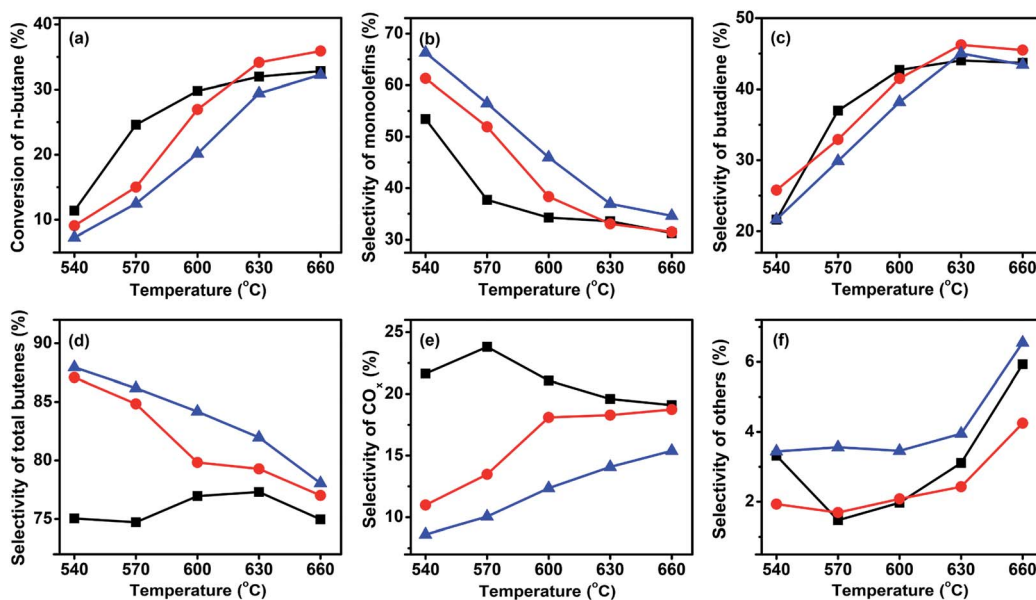 (a)
Conversion of n-butane (%)
40
30
20
10
540 570 600 630 660
Temperature (°C)
(b)
Selectivity of monoolefins (%)
70
60
50
40
30
540 570 600 630 660
Temperature (°C)
(c)
Selectivity of butadiene (%)
50
40
30
20
540 570 600 630 660
Temperature (°C)
(d)
Selectivity of total butenes (%)
90
85
80
75
540 570 600 630 660
Temperature (°C)
(e)
Selectivity of COx (%)
25
20
15
10
540 570 600 630 660
Temperature (°C)
(f)
Selectivity of others (%)
6
4
2
540 570 600 630 660
Temperature (°C)